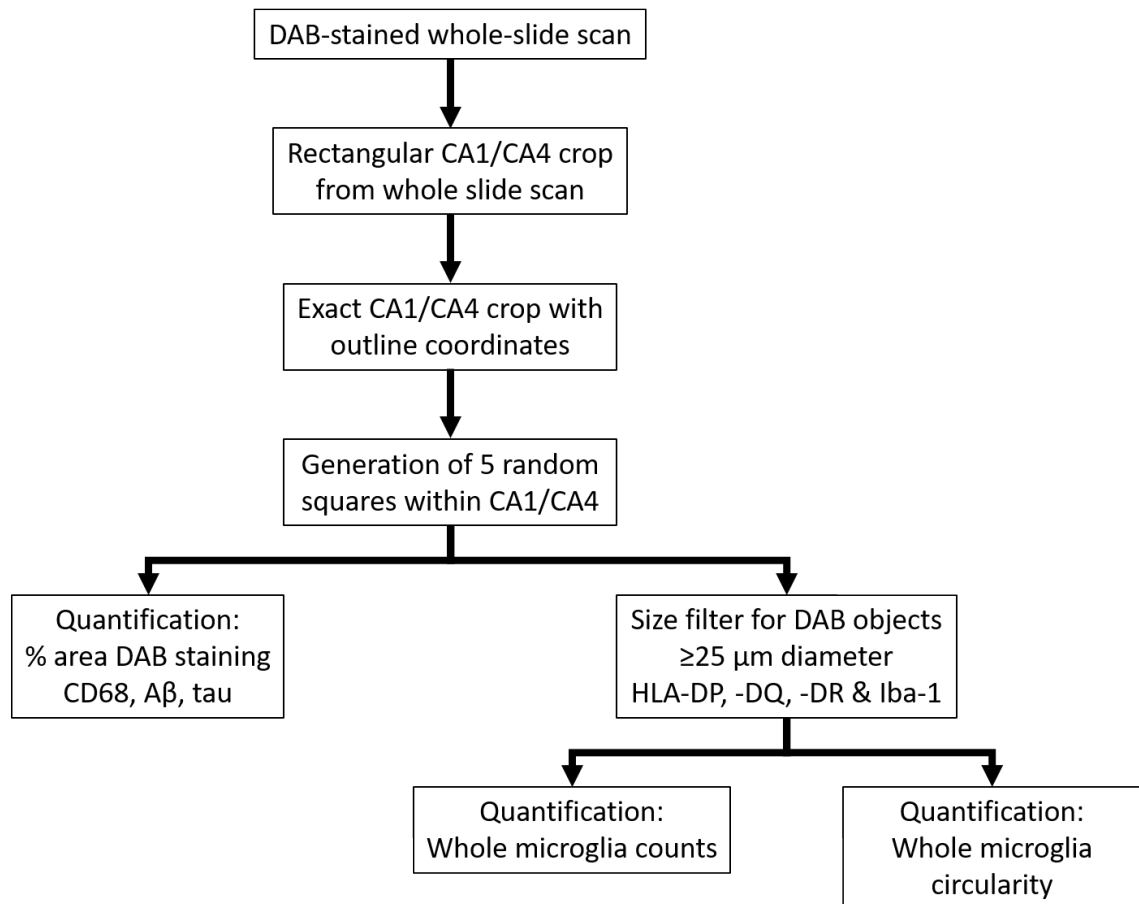 DAB-stained whole-slide scan
Rectangular CA1/CA4 crop
from whole slide scan
Exact CA1/CA4 crop with
outline coordinates
Generation of 5 random
squares within CA1/CA4
Quantification:
% area DAB staining
CD68, Aβ, tau
Size filter for DAB objects
≥25 μm diameter
HLA-DP, -DQ, -DR & Iba-1
Quantification:
Whole microglia counts
Quantification:
Whole microglia
circularity